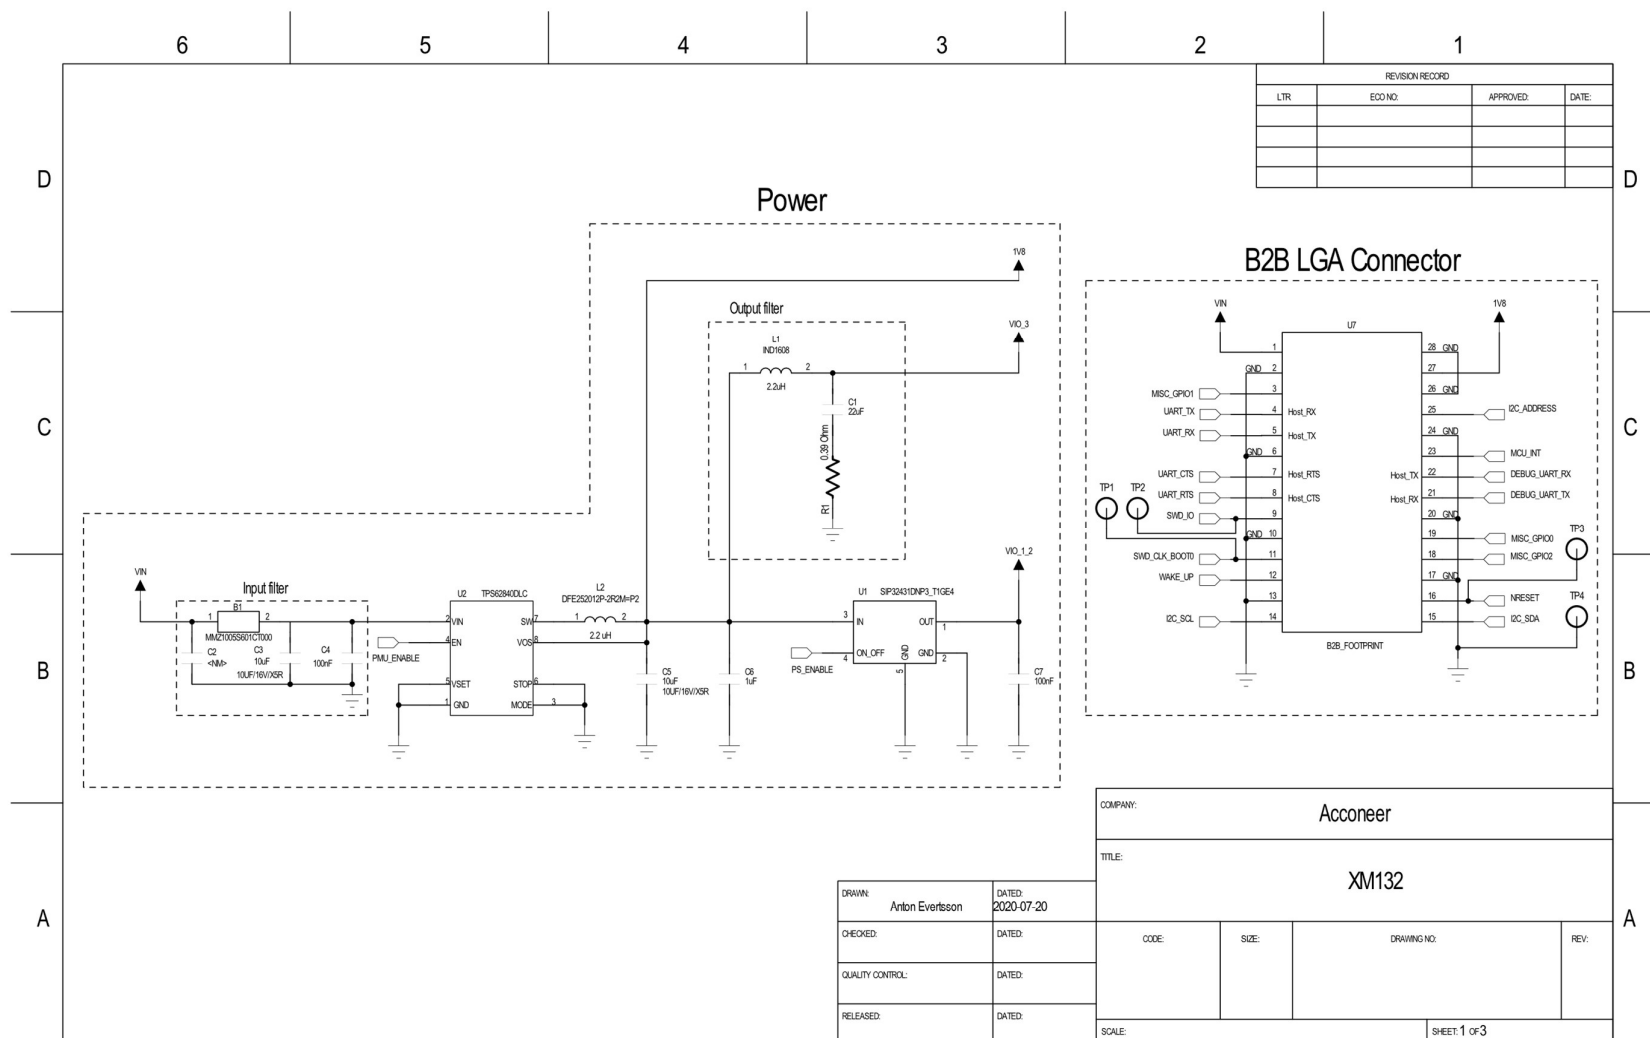 6 5 4 3 2 1
REVISION RECORD
LTR ECO NO: APPROVED: DATE:
D D
Power
B2B LGA Connector
1V8
Output filter
VIO_3
L1
IND1608
1 2
2.2uH
C1
22uF
0.39 Ohm
R1
VIN 1V8
U7
1 28 GND
GND 2 27
MISC_GPIO1 3 26 GND
UART_TX 4 Host_RX 25 I2C_ADDRESS
UART_RX 5 Host_TX 24 GND
GND 6 23 MCU_INT
UART_CTS 7 Host_RTS Host_TX 22 DEBUG_UART_RX
UART_RTS 8 Host_CTS Host_RX 21 DEBUG_UART_TX
TP1 TP2
SWD_IO 9 20 GND
GND 10 19 MISC_GPIO0
TP3
SWD_CLK_BOOT0 11 18 MISC_GPIO2
WAKE_UP 12 17 GND
13 16 NRESET
TP4
I2C_SCL 14 15 I2C_SDA
B2B_FOOTPRINT
C C
VIN
Input filter
B1
1 2
MMZ1005S601CT000
C2
<NM>
C3
10uF
10UF/16V/X5R
C4
100nF
PMU_ENABLE
U2 TPS62840DLC
2 VIN SW 7
4 EN VOS 8
5 VSET STOP 6
1 GND MODE 3
L2
DFE252012P-2R2M=P2
1 2
2.2 uH
C5
10uF
10UF/16V/X5R
C6
1uF
PS_ENABLE
U1 SIP32431DNP3_T1GE4
3 IN OUT 1
4 ON_OFF GND 2
GND
5
VIO_1_2
C7
100nF
B B
COMPANY:
Acconeer
TITLE:
XM132
A A
DRAWN: DATED:
Anton Evertsson 2020-07-20
CHECKED: DATED:
CODE: SIZE: DRAWING NO: REV:
QUALITY CONTROL: DATED:
RELEASED: DATED:
SCALE: SHEET: 1 OF 3